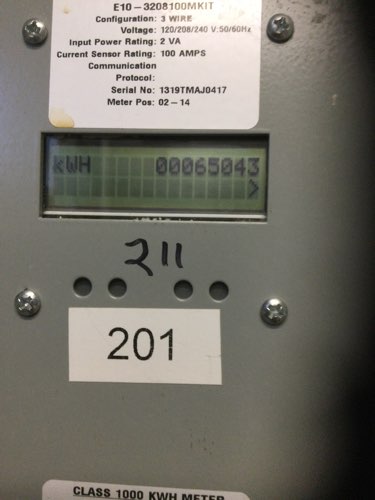 E10-3208100MKIT
Configuration: 3 WIRE
Voltage: 120/208/240 V:50/60Hz
Input Power Rating: 2 VA
Current Sensor Rating: 100 AMPS
Communication
Protocol:
Serial No: 1319TMAJ0417
Meter Pos: 02-14
kWH 00065043
>
211
201
CLASS 1000 KWH METER